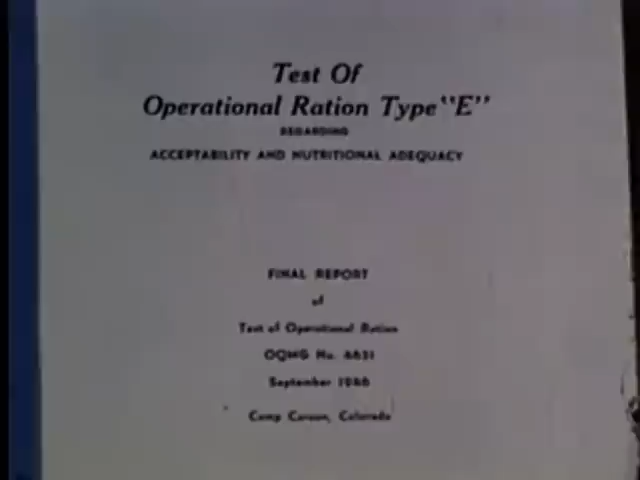 Test Of
Operational Ration Type "E"
REGARDING
ACCEPTABILITY AND NUTRITIONAL ADEQUACY
FINAL REPORT
of
Test of Operational Ration
OQMG No.
September 1946
Camp Carson, Colorado